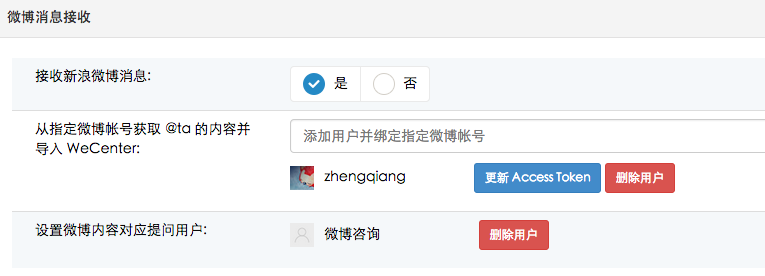 微博消息接收
接收新浪微博消息:
是
否
从指定微博帐号获取 @ta 的内容并
导入 WeCenter:
添加用户并绑定指定微博帐号
zhengqiang
更新 Access Token
删除用户
设置微博内容对应提问用户:
微博咨询
删除用户